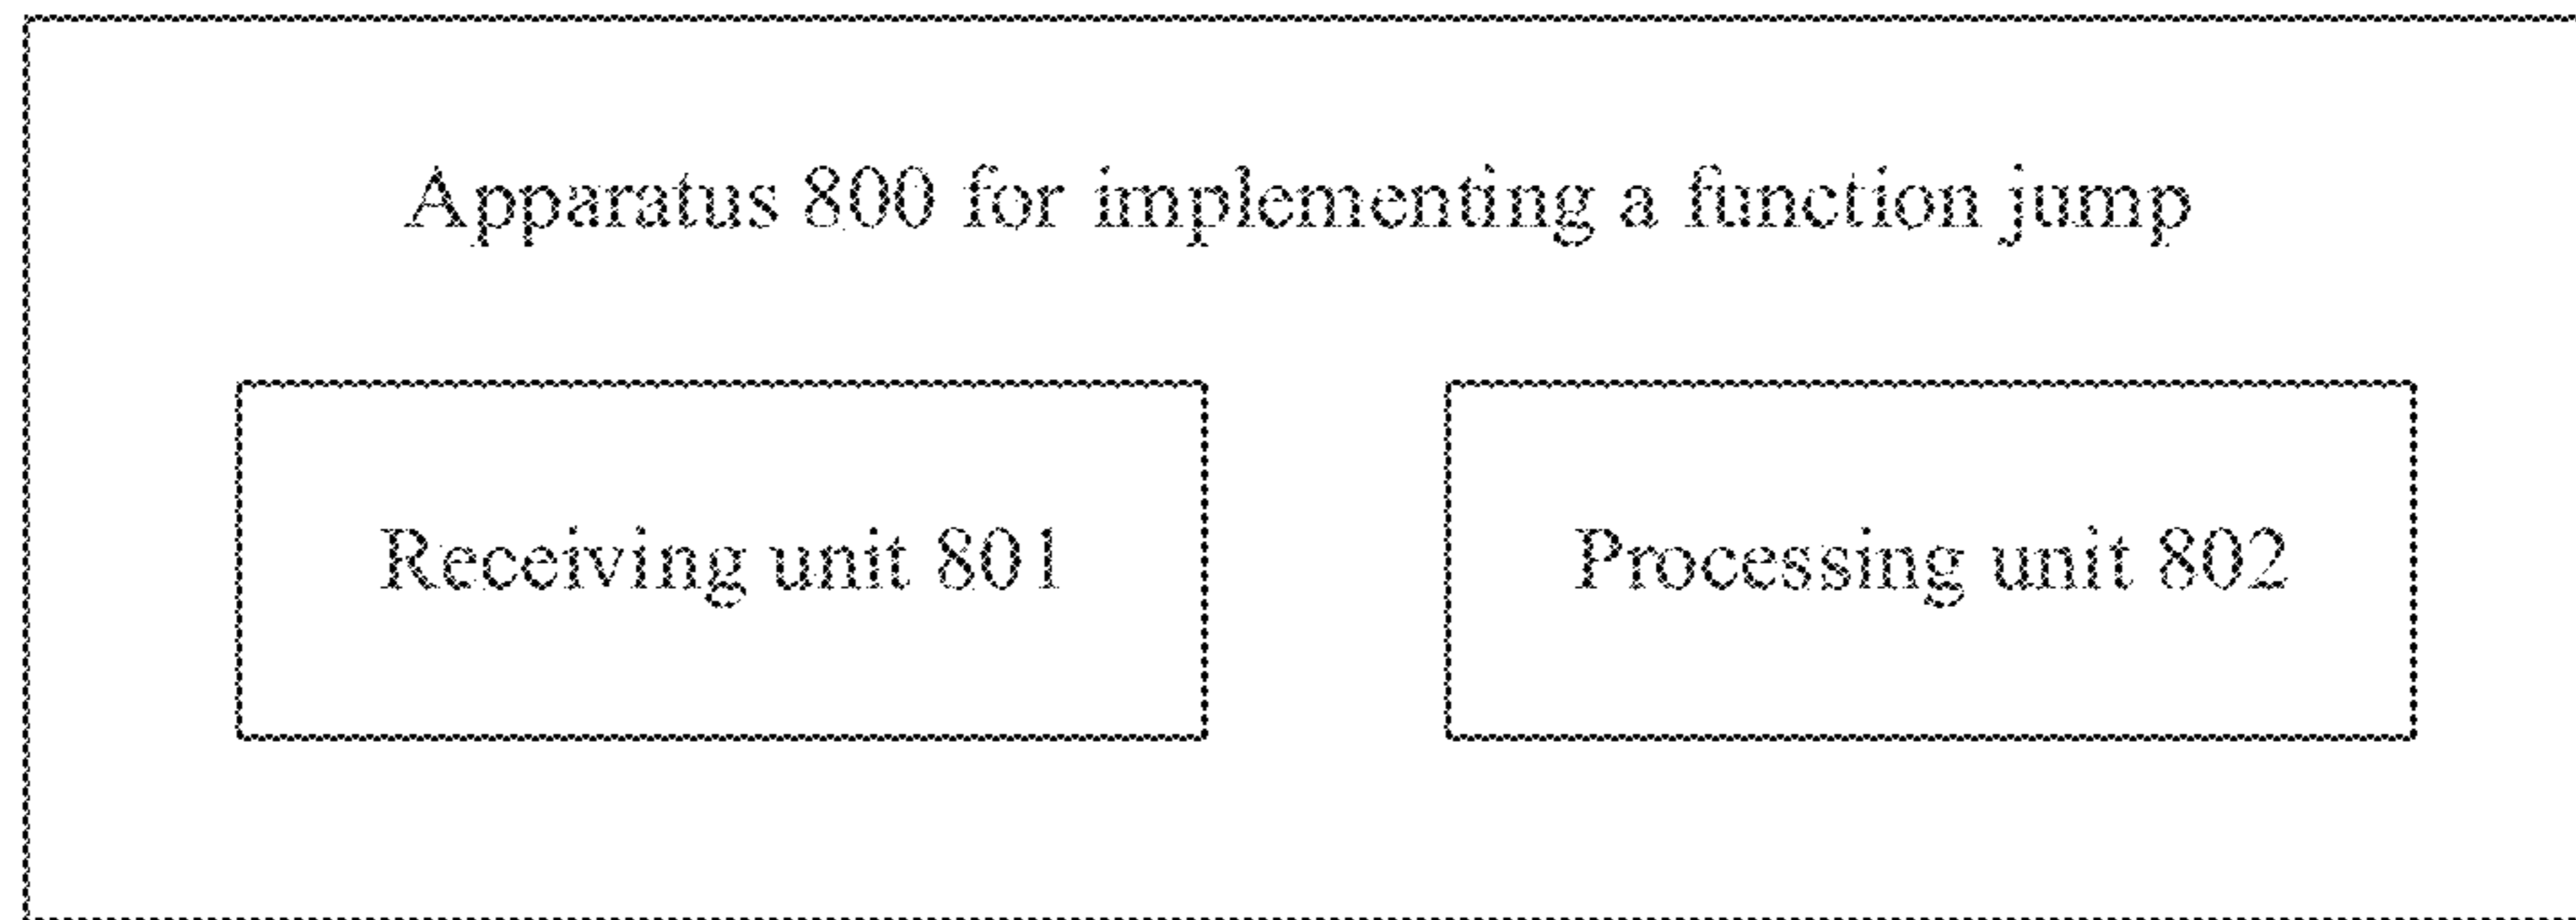 Apparatus 800 for implementing a function jump
Receiving unit 801
Processing unit 802